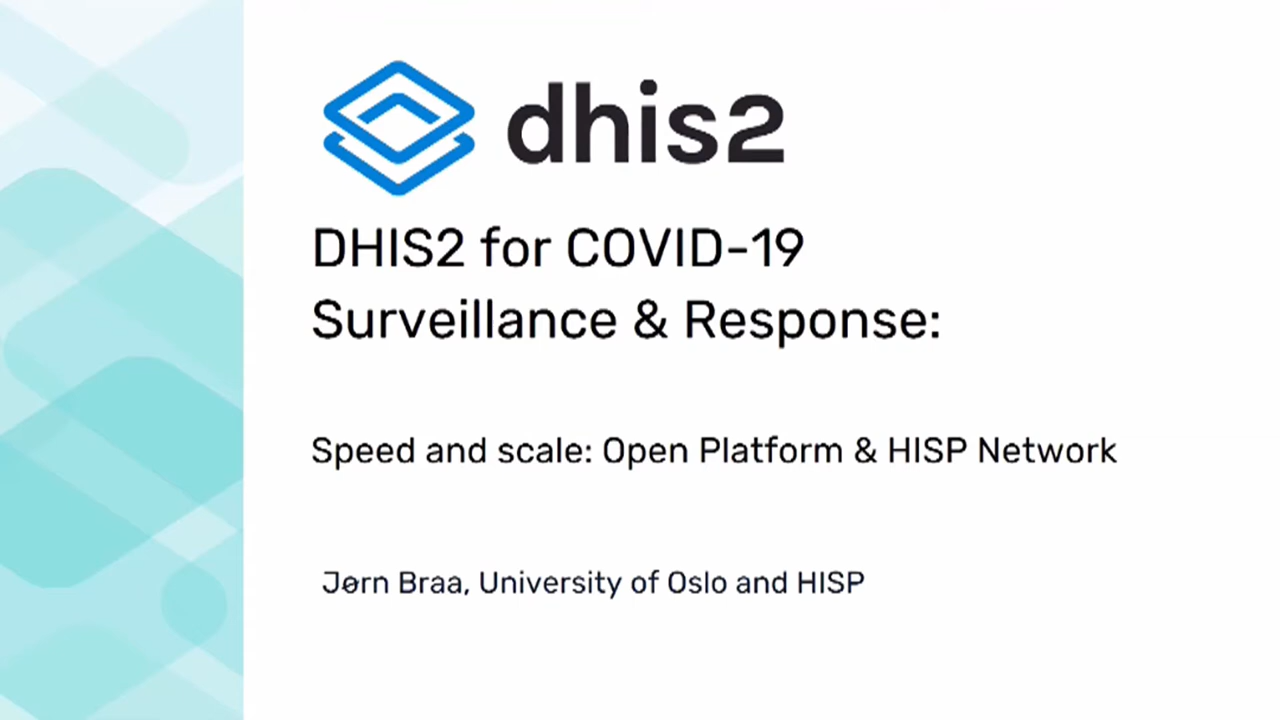 dhis2
DHIS2 for COVID-19
Surveillance & Response:
Speed and scale: Open Platform & HISP Network
Jørn Braa, University of Oslo and HISP